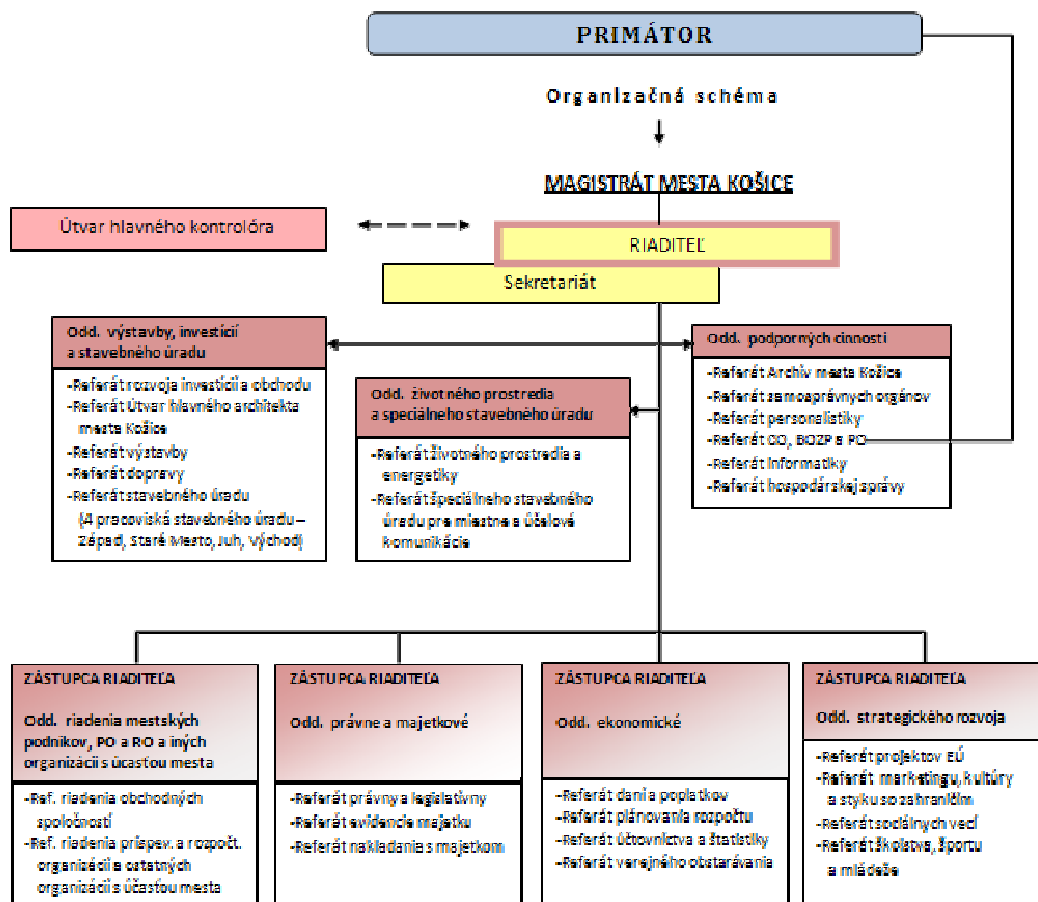 PRIMÁTOR
Organizačná schéma
MAGISTRÁT MESTA KOŠICE
Útvar hlavného kontrolóra
RIADITEĽ
Sekretariát
Odd. výstavby, investícií
a stavebného úradu
-Referát rozvoja investícií a obchodu
-Referát Útvar hlavného architekta
mesta Košice
-Referát výstavby
-Referát dopravy
-Referát stavebného úradu
(4 pracoviská stavebného úradu –
Západ, Staré Mesto, Juh, Východ)
Odd. životného prostredia
a speciálneho stavebného úradu
-Referát životného prostredia a
energetiky
-Referát špeciálneho stavebného
úradu pre miestne a účelové
komunikácie
Odd. podporných cinností
-Referát Archív mesta Košice
-Referát samosprávnych orgánov
-Referát personalistiky
-Referát CO, BOZP a PO
-Referát informatiky
-Referát hospodárskej správy
ZÁSTUPCA RIADITEĽA
Odd. riadenia mestských
podnikov, PO a RO a iných
organizácií s úcasťou mesta
-Ref. riadenia obchodných
spoločností
-Ref. riadenia príspev. a rozpočt.
organizácií a ostatných
organizácií s účasťou mesta
ZÁSTUPCA RIADITEĽA
Odd. právne a majetkové
-Referát právny a legislatívny
-Referát evidencie majetku
-Referát nakladania s majetkom
ZÁSTUPCA RIADITEĽA
Odd. ekonomické
-Referát daní a poplatkov
-Referát plánovania rozpočtu
-Referát účtovníctva a štatistiky
-Referát verejného obstarávania
ZÁSTUPCA RIADITEĽA
Odd. strategického rozvoja
-Referát projektov EÚ
-Referát marketingu, kultúry
a styku so zahraničím
-Referát sociálnych vecí
-Referát školstva, športu
a mládeže